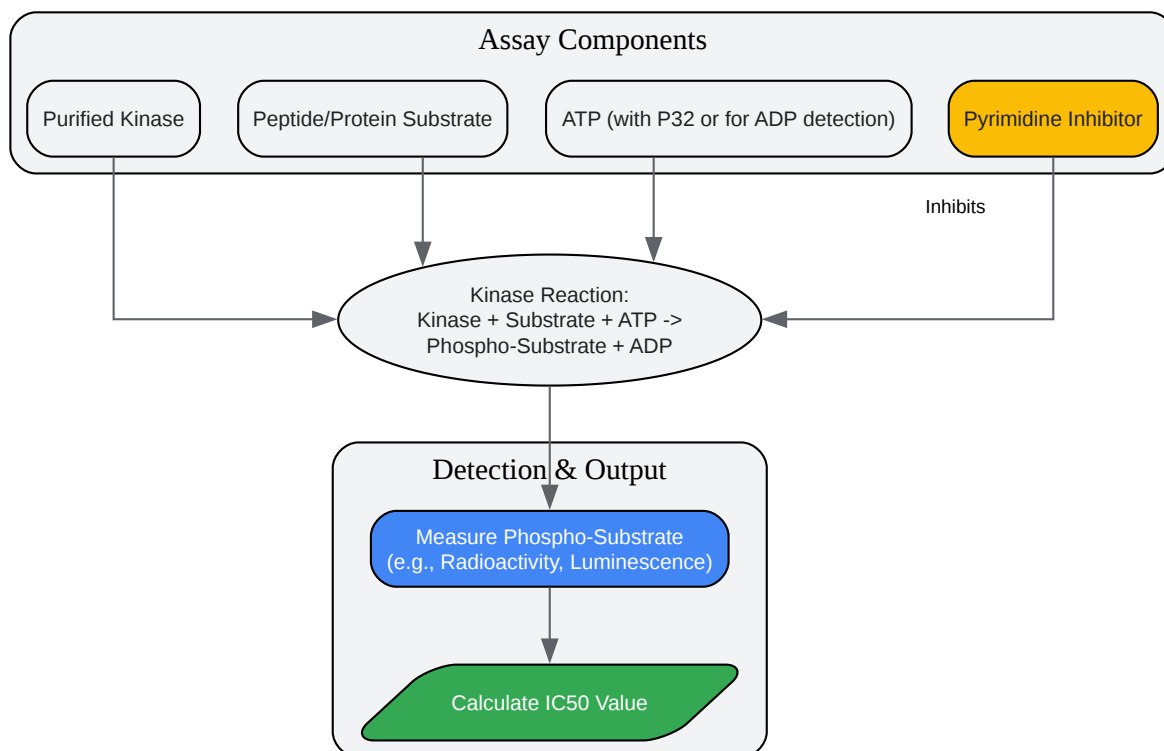 Assay Components
Purified Kinase
Peptide/Protein Substrate
ATP (with P32 or for ADP detection)
Pyrimidine Inhibitor
Inhibits
Kinase Reaction:
Kinase + Substrate + ATP ->
Phospho-Substrate + ADP
Detection & Output
Measure Phospho-Substrate
(e.g., Radioactivity, Luminescence)
Calculate IC50 Value